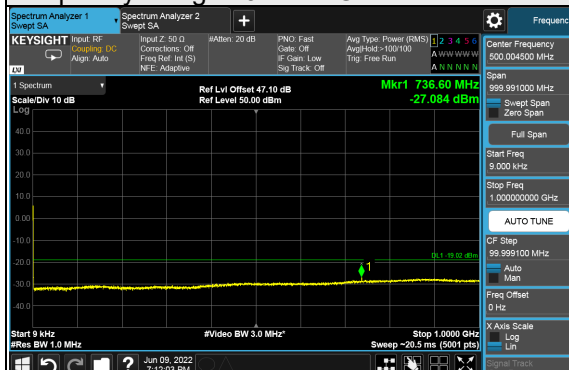 Spectrum Analyzer 1
Swept SA
Spectrum Analyzer 2
Swept SA
+
Frequenc
KEYSIGHT
Input: RF
Coupling: DC
Align: Auto
Input Z: 50 Ω
Corrections: Off
Freq Ref: Int (S)
NFE: Adaptive
#Atten: 20 dB
PNO: Fast
Gate: Off
IF Gain: Low
Sig Track: Off
Avg Type: Power (RMS)
Avg|Hold:>100/100
Trig: Free Run
1 2 3 4 5 6
A W W W W W
A N N N N N
LXI
1 Spectrum
Scale/Div 10 dB
Log
Ref Lvl Offset 47.10 dB
Ref Level 50.00 dBm
Mkr1 736.60 MHz
-27.084 dBm
40.0
30.0
20.0
10.0
0.00
-10.0
-20.0
-30.0
-40.0
DL1 -19.02 dBm
1
Start 9 kHz
#Res BW 1.0 MHz
#Video BW 3.0 MHz*
Stop 1.0000 GHz
Sweep ~20.5 ms (5001 pts)
Center Frequency
500.004500 MHz
Span
999.991000 MHz
Swept Span
Zero Span
Full Span
Start Freq
9.000 kHz
Stop Freq
1.000000000 GHz
AUTO TUNE
CF Step
99.999100 MHz
Auto
Man
Freq Offset
0 Hz
X Axis Scale
Log
Lin
Signal Track
?
Jun 09, 2022
7:12:03 PM